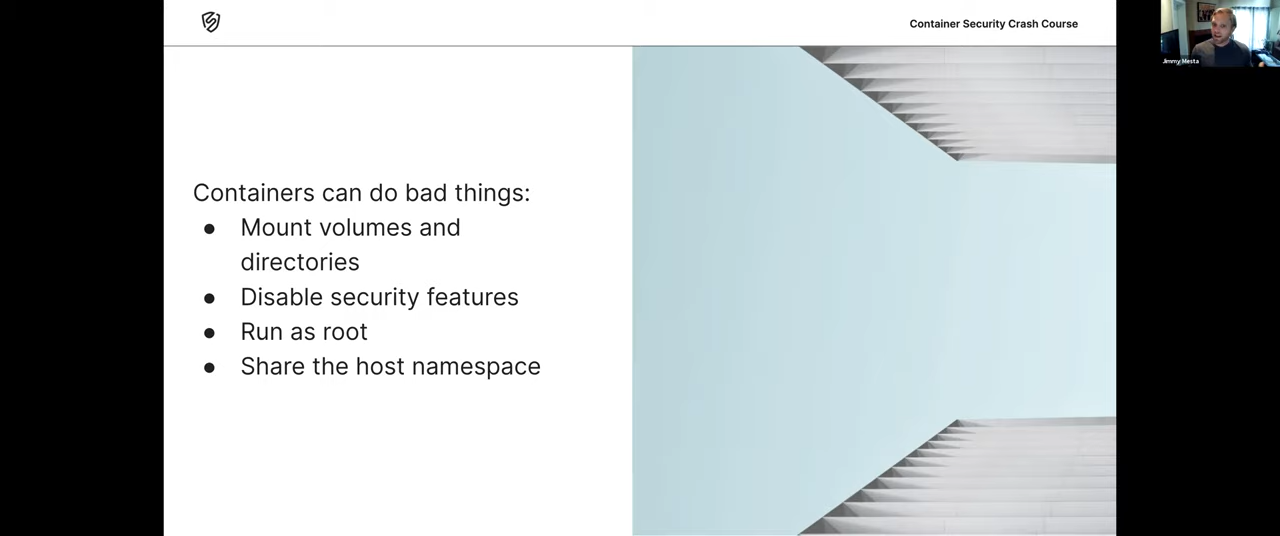 Container Security Crash Course
Jimmy Mesta
Containers can do bad things:
● Mount volumes and
directories
● Disable security features
● Run as root
● Share the host namespace